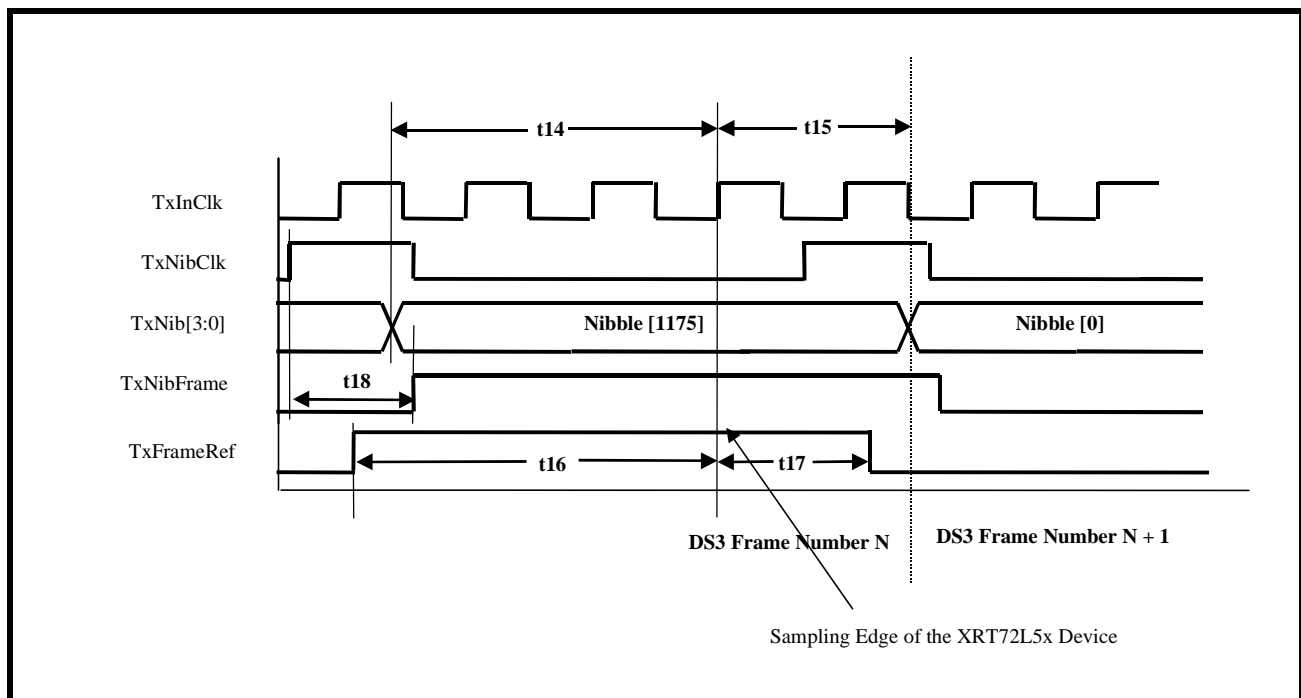 t14
t15
TxInClk
TxNibClk
TxNib[3:0]
Nibble [1175]
Nibble [0]
TxNibFrame
t18
TxFrameRef
t16
t17
DS3 Frame Number N
DS3 Frame Number N + 1
Sampling Edge of the XRT72L5x Device